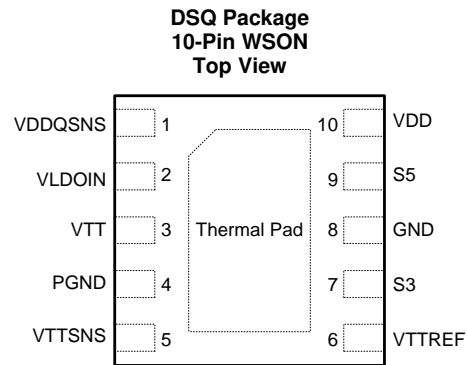 DSQ Package
10-Pin WSON
Top View
VDDQSNS 1 10 VDD
VLDOIN 2 9 S5
VTT 3 Thermal Pad 8 GND
PGND 4 7 S3
VTTSNS 5 6 VTTREF